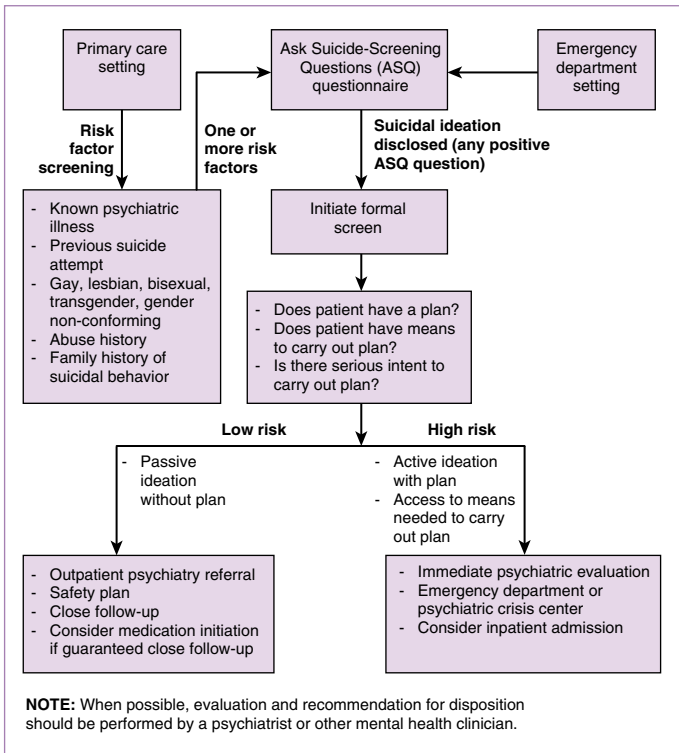 Primary care
setting
Ask Suicide-Screening
Questions (ASQ)
questionnaire
Emergency
department
setting
Risk
factor
screening
One or
more risk
factors
Suicidal ideation
disclosed (any positive
ASQ question)
- Known psychiatric
illness
- Previous suicide
attempt
- Gay, lesbian, bisexual,
transgender, gender
non-conforming
- Abuse history
- Family history of
suicidal behavior
Initiate formal
screen
- Does patient have a plan?
- Does patient have means
to carry out plan?
- Is there serious intent to
carry out plan?
Low risk
High risk
- Passive
ideation
without plan
- Active ideation
with plan
- Access to means
needed to carry
out plan
- Outpatient psychiatry referral
- Safety plan
- Close follow-up
- Consider medication initiation
if guaranteed close follow-up
- Immediate psychiatric evaluation
- Emergency department or
psychiatric crisis center
- Consider inpatient admission
NOTE: When possible, evaluation and recommendation for disposition
should be performed by a psychiatrist or other mental health clinician.